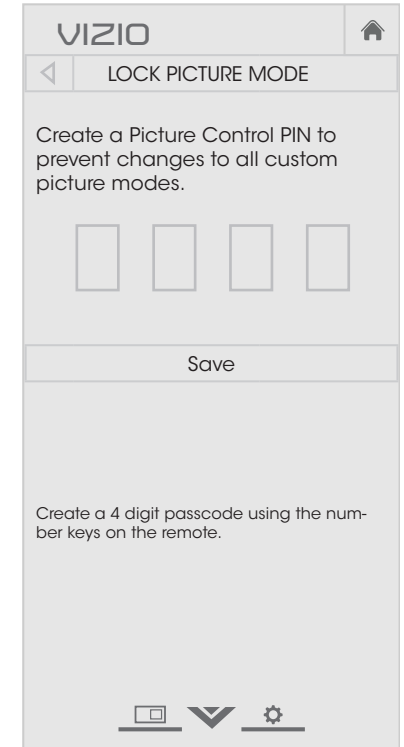 VIZIO
LOCK PICTURE MODE
Create a Picture Control PIN to
prevent changes to all custom
picture modes.
Save
Create a 4 digit passcode using the num-
ber keys on the remote.